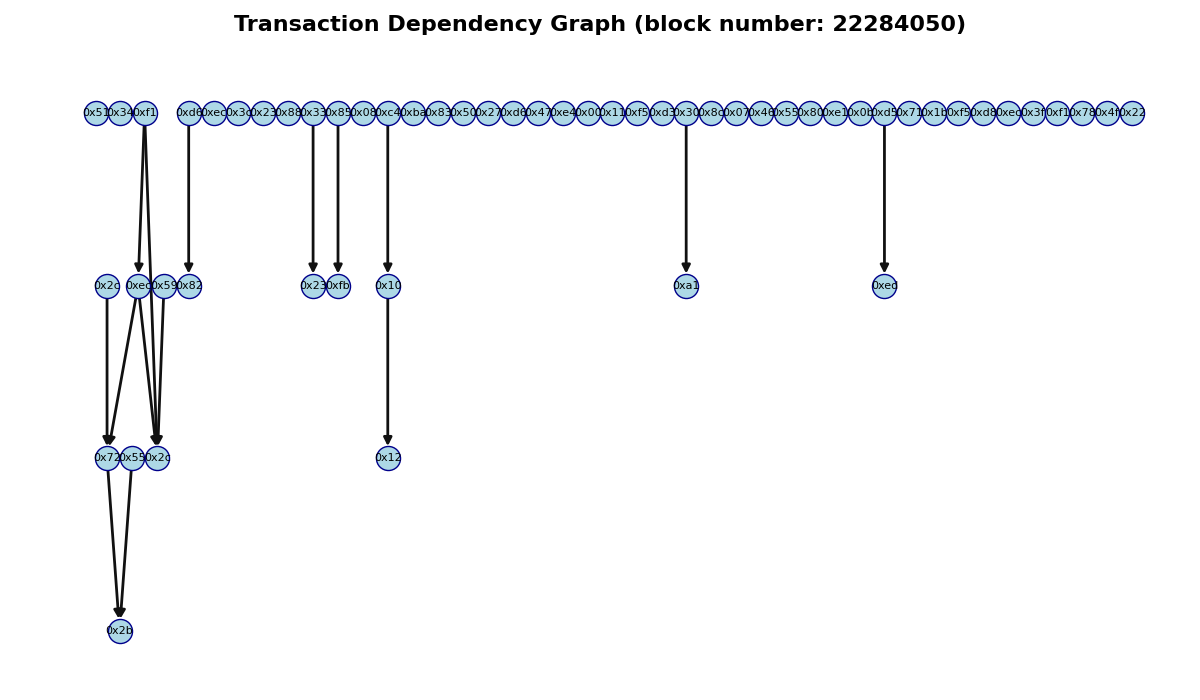 Transaction Dependency Graph (block number: 22284050)
0x51 0x34 0xf1 0xd6 0xec 0x3c 0x23 0x88 0x33 0x85 0x08 0xc4 0xba 0x83 0x50 0x27 0xd6 0x47 0xe4 0x00 0x11 0xf5 0xd3 0x30 0x8c 0x07 0x46 0x55 0x80 0xe1 0x0b 0xd5 0x71 0x1b 0xf5 0xd8 0xec 0x3f 0xf1 0x78 0x4f 0x22
0x2c 0xec 0x59 0x82 0x23 0xfb 0x10 0xa1 0xed
0x72 0x55 0x2c 0x12
0x2b